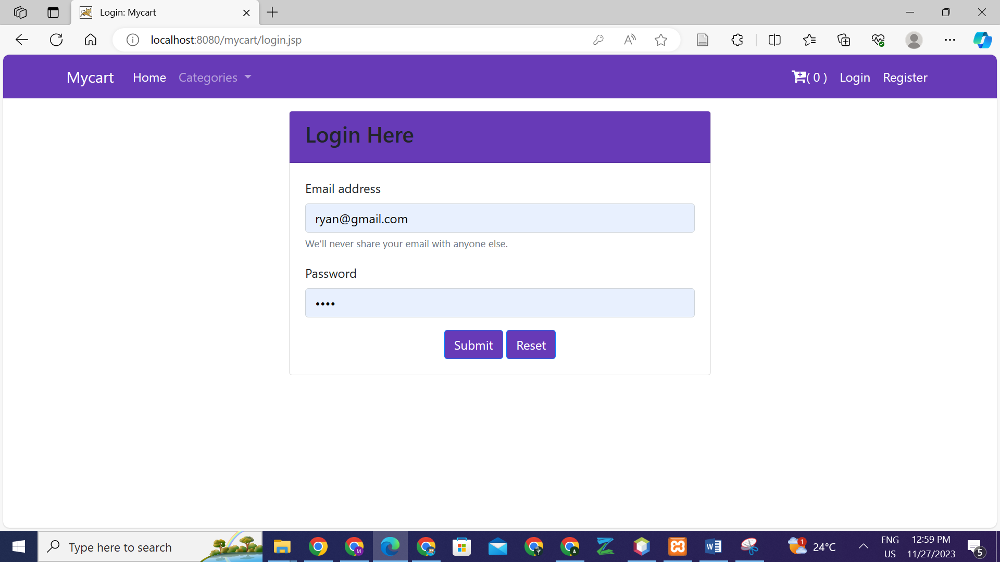 Login: Mycart
localhost:8080/mycart/login.jsp
Mycart Home Categories ( 0 ) Login Register
Login Here
Email address
ryan@gmail.com
We'll never share your email with anyone else.
Password
••••
Submit Reset
Type here to search
M
W
1
24°C
ENG
US
12:59 PM
11/27/2023
5